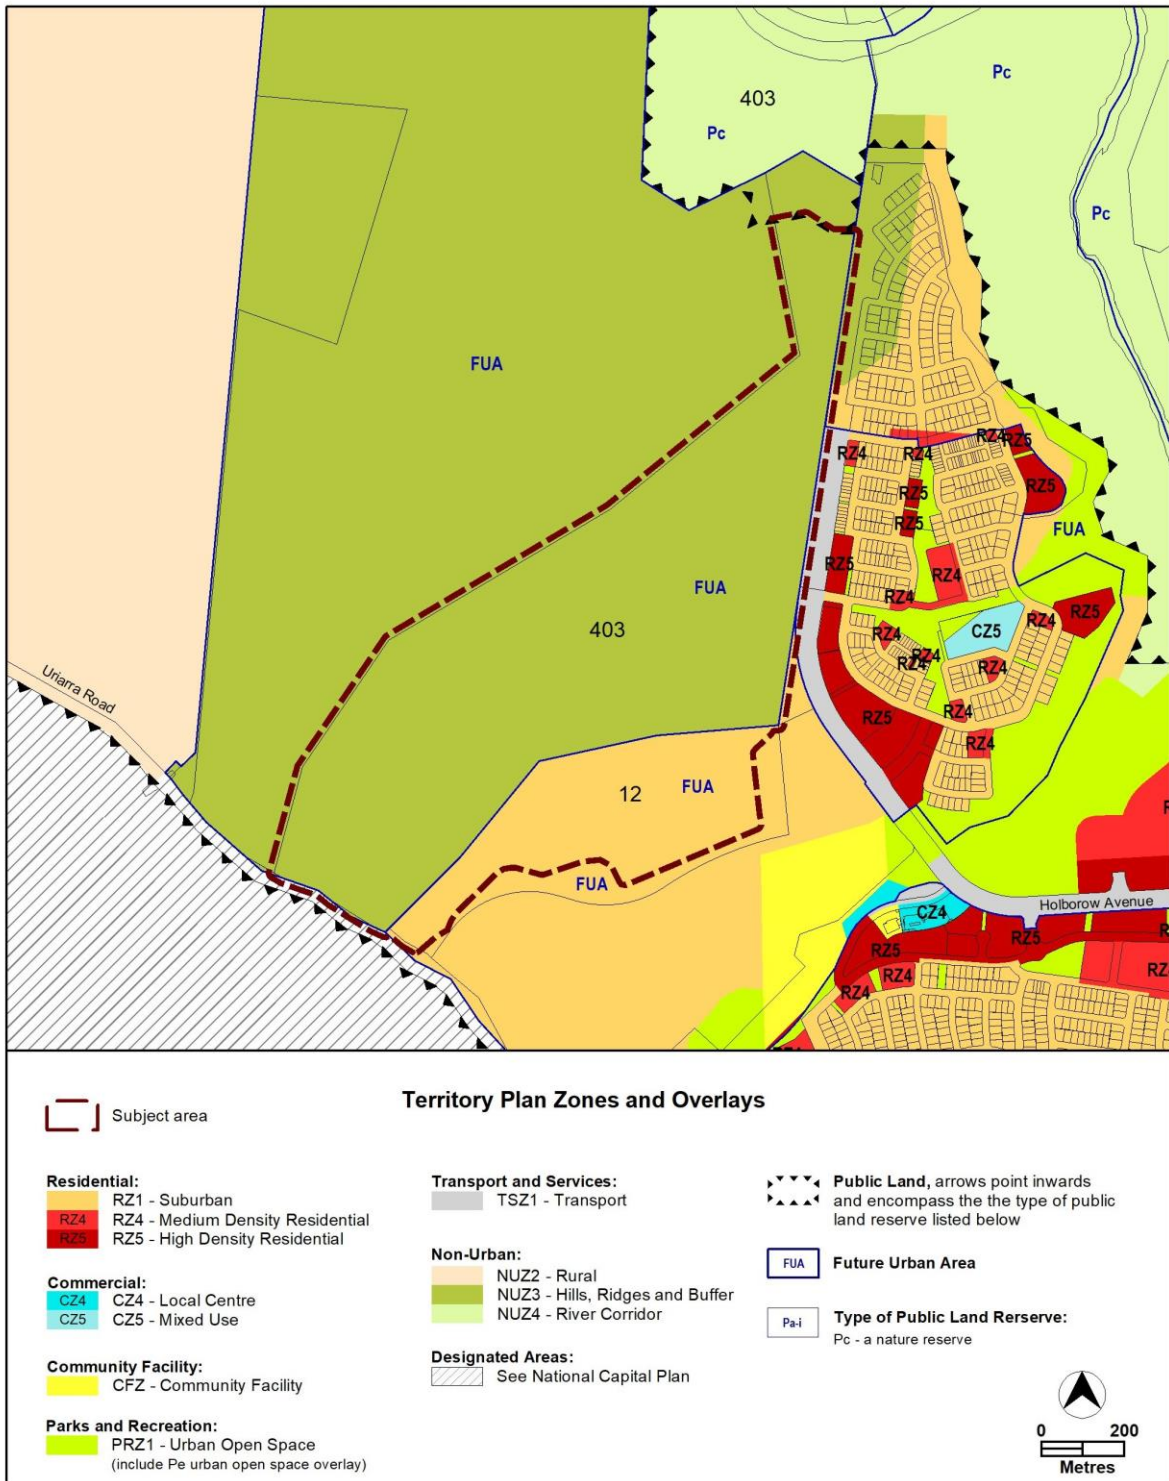 403
Pc
Pc
Pc
FUA
RZ4
RZ5
RZ4
RZ4
RZ5
RZ5
RZ5
FUA
RZ5
RZ4
FUA
RZ4
RZ5
403
CZ5
RZ4
RZ4
RZ4
RZ4
RZ4
Uriarra Road
RZ4
RZ5
RZ4
12
FUA
FUA
Holborow Avenue
CZ4
RZ5
RZ5
RZ4
RZ4
Territory Plan Zones and Overlays
Subject area
Residential:
RZ1 - Suburban
RZ4 RZ4 - Medium Density Residential
RZ5 RZ5 - High Density Residential
Commercial:
CZ4 CZ4 - Local Centre
CZ5 CZ5 - Mixed Use
Community Facility:
CFZ - Community Facility
Parks and Recreation:
PRZ1 - Urban Open Space
(include Pe urban open space overlay)
Transport and Services:
TSZ1 - Transport
Non-Urban:
NUZ2 - Rural
NUZ3 - Hills, Ridges and Buffer
NUZ4 - River Corridor
Designated Areas:
See National Capital Plan
Public Land, arrows point inwards
and encompass the the type of public
land reserve listed below
FUA Future Urban Area
Pa-i Type of Public Land Rerserve:
Pc - a nature reserve
0 200
Metres